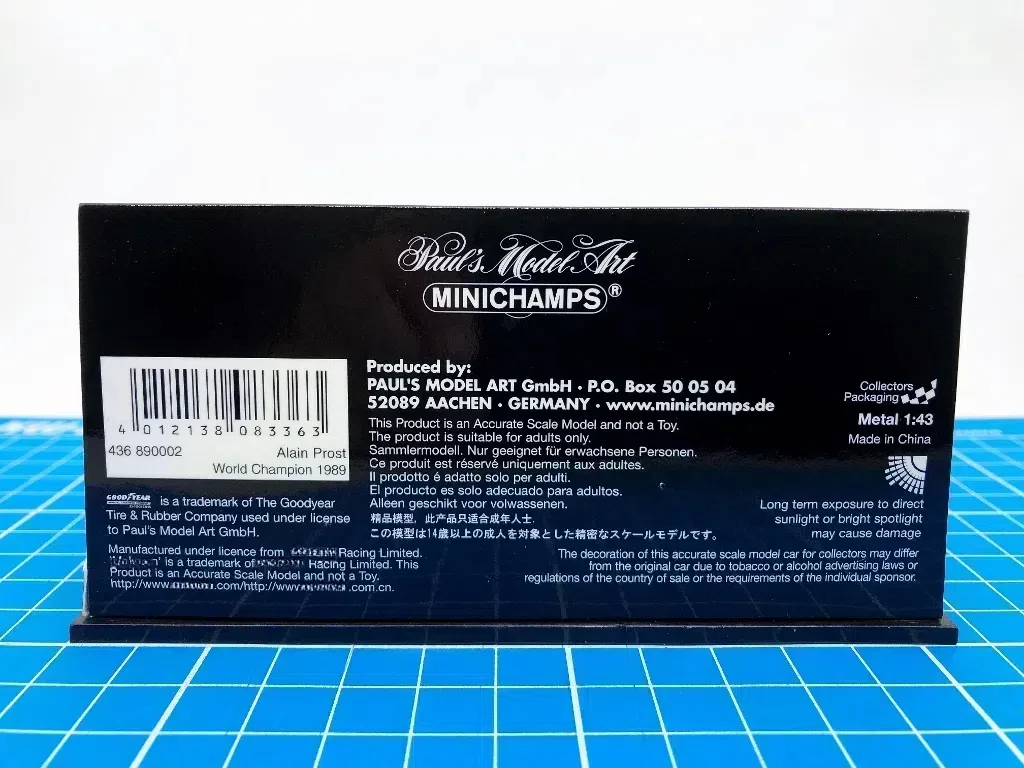 Paul's Model Art
MINICHAMPS®
4 012138 083363
436 890002
Alain Prost
World Champion 1989
GOODYEAR is a trademark of The Goodyear
Tire & Rubber Company used under license
to Paul's Model Art GmbH.
Manufactured under licence from Racing Limited.
is a trademark of Racing Limited. This
Product is an Accurate Scale Model and not a Toy.
Produced by:
PAUL'S MODEL ART GmbH · P.O. Box 50 05 04
52089 AACHEN · GERMANY · www.minichamps.de
This Product is an Accurate Scale Model and not a Toy.
The product is suitable for adults only.
Sammlermodell. Nur geeignet für erwachsene Personen.
Ce produit est réservé uniquement aux adultes.
Il prodotto é adatto solo per adulti.
El producto es solo adecuado para adultos.
Alleen geschikt voor volwassenen.
精品模型，此产品只适合成年人士.
この模型は14歳以上の成人を対象とした精密なスケールモデルです。
Collectors
Packaging
Metal 1:43
Made in China
Long term exposure to direct
sunlight or bright spotlight
may cause damage
The decoration of this accurate scale model car for collectors may differ
from the original car due to tobacco or alcohol advertising laws or
regulations of the country of sale or the requirements of the individual sponsor.